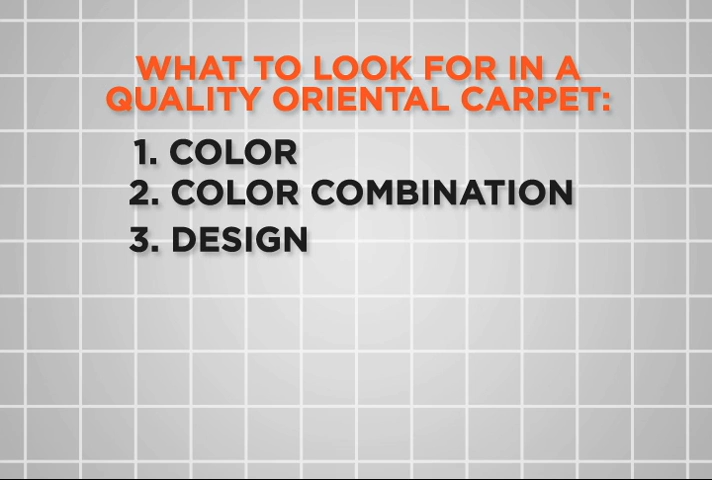 WHAT TO LOOK FOR IN A
QUALITY ORIENTAL CARPET:
1. COLOR
2. COLOR COMBINATION
3. DESIGN